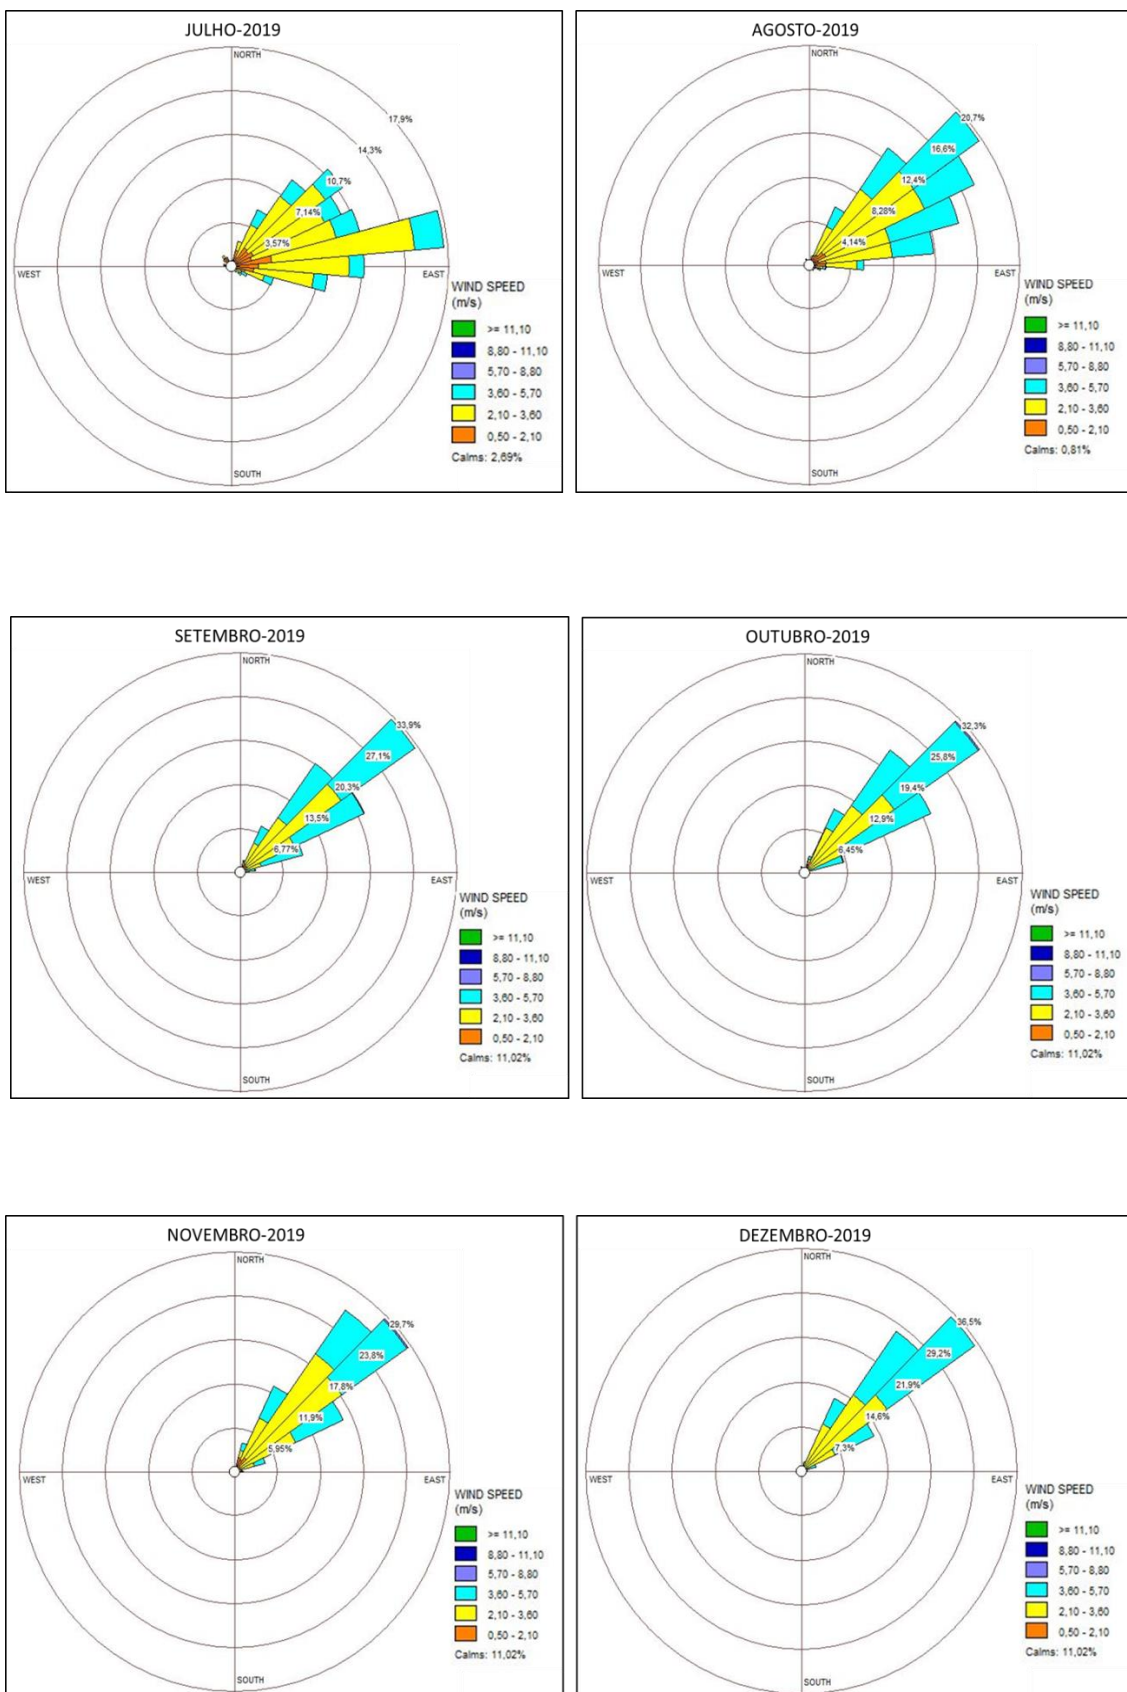 JULHO-2019
NORTH
17,9%
14,3%
10,7%
7,14%
3,57%
WEST
EAST
SOUTH
WIND SPEED
(m/s)
>= 11,10
8,80 - 11,10
5,70 - 8,80
3,60 - 5,70
2,10 - 3,60
0,50 - 2,10
Calms: 2,69%
AGOSTO-2019
NORTH
20,7%
16,6%
12,4%
8,28%
4,14%
WEST
EAST
SOUTH
WIND SPEED
(m/s)
>= 11,10
8,80 - 11,10
5,70 - 8,80
3,60 - 5,70
2,10 - 3,60
0,50 - 2,10
Calms: 0,81%
SETEMBRO-2019
NORTH
33,9%
27,1%
20,3%
13,5%
6,77%
WEST
EAST
SOUTH
WIND SPEED
(m/s)
>= 11,10
8,80 - 11,10
5,70 - 8,80
3,60 - 5,70
2,10 - 3,60
0,50 - 2,10
Calms: 11,02%
OUTUBRO-2019
NORTH
32,3%
25,8%
19,4%
12,9%
6,45%
WEST
EAST
SOUTH
WIND SPEED
(m/s)
>= 11,10
8,80 - 11,10
5,70 - 8,80
3,60 - 5,70
2,10 - 3,60
0,50 - 2,10
Calms: 11,02%
NOVEMBRO-2019
NORTH
29,7%
23,8%
17,8%
11,9%
5,95%
WEST
EAST
SOUTH
WIND SPEED
(m/s)
>= 11,10
8,80 - 11,10
5,70 - 8,80
3,60 - 5,70
2,10 - 3,60
0,50 - 2,10
Calms: 11,02%
DEZEMBRO-2019
NORTH
36,5%
29,2%
21,9%
14,6%
7,3%
WEST
EAST
SOUTH
WIND SPEED
(m/s)
>= 11,10
8,80 - 11,10
5,70 - 8,80
3,60 - 5,70
2,10 - 3,60
0,50 - 2,10
Calms: 11,02%